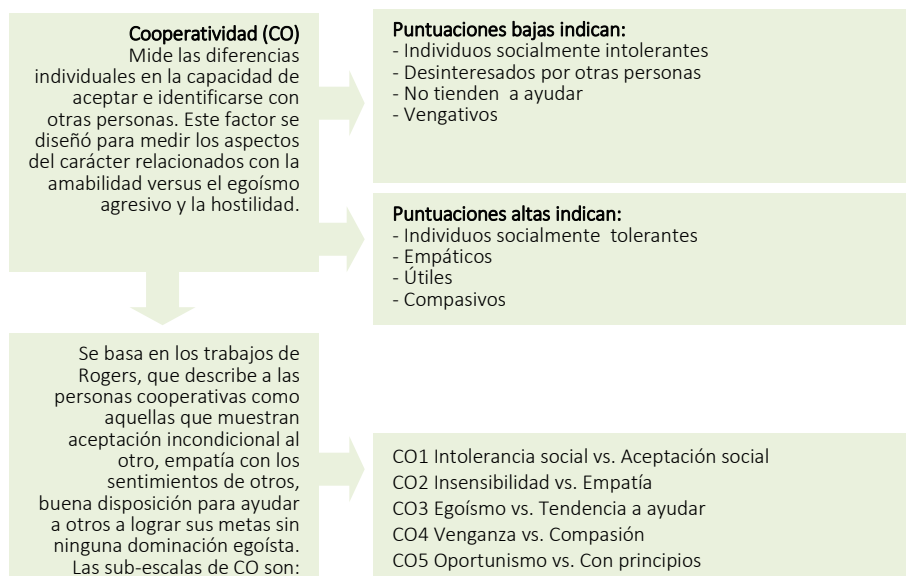 Cooperatividad (CO)
Mide las diferencias
individuales en la capacidad de
aceptar e identificarse con
otras personas. Este factor se
diseñó para medir los aspectos
del carácter relacionados con la
amabilidad versus el egoísmo
agresivo y la hostilidad.
Puntuaciones bajas indican:
- Individuos socialmente intolerantes
- Desinteresados por otras personas
- No tienden a ayudar
- Vengativos
Puntuaciones altas indican:
- Individuos socialmente tolerantes
- Empáticos
- Útiles
- Compasivos
Se basa en los trabajos de
Rogers, que describe a las
personas cooperativas como
aquellas que muestran
aceptación incondicional al
otro, empatía con los
sentimientos de otros,
buena disposición para ayudar
a otros a lograr sus metas sin
ninguna dominación egoísta.
Las sub-escalas de CO son:
CO1 Intolerancia social vs. Aceptación social
CO2 Insensibilidad vs. Empatía
CO3 Egoísmo vs. Tendencia a ayudar
CO4 Venganza vs. Compasión
CO5 Oportunismo vs. Con principios